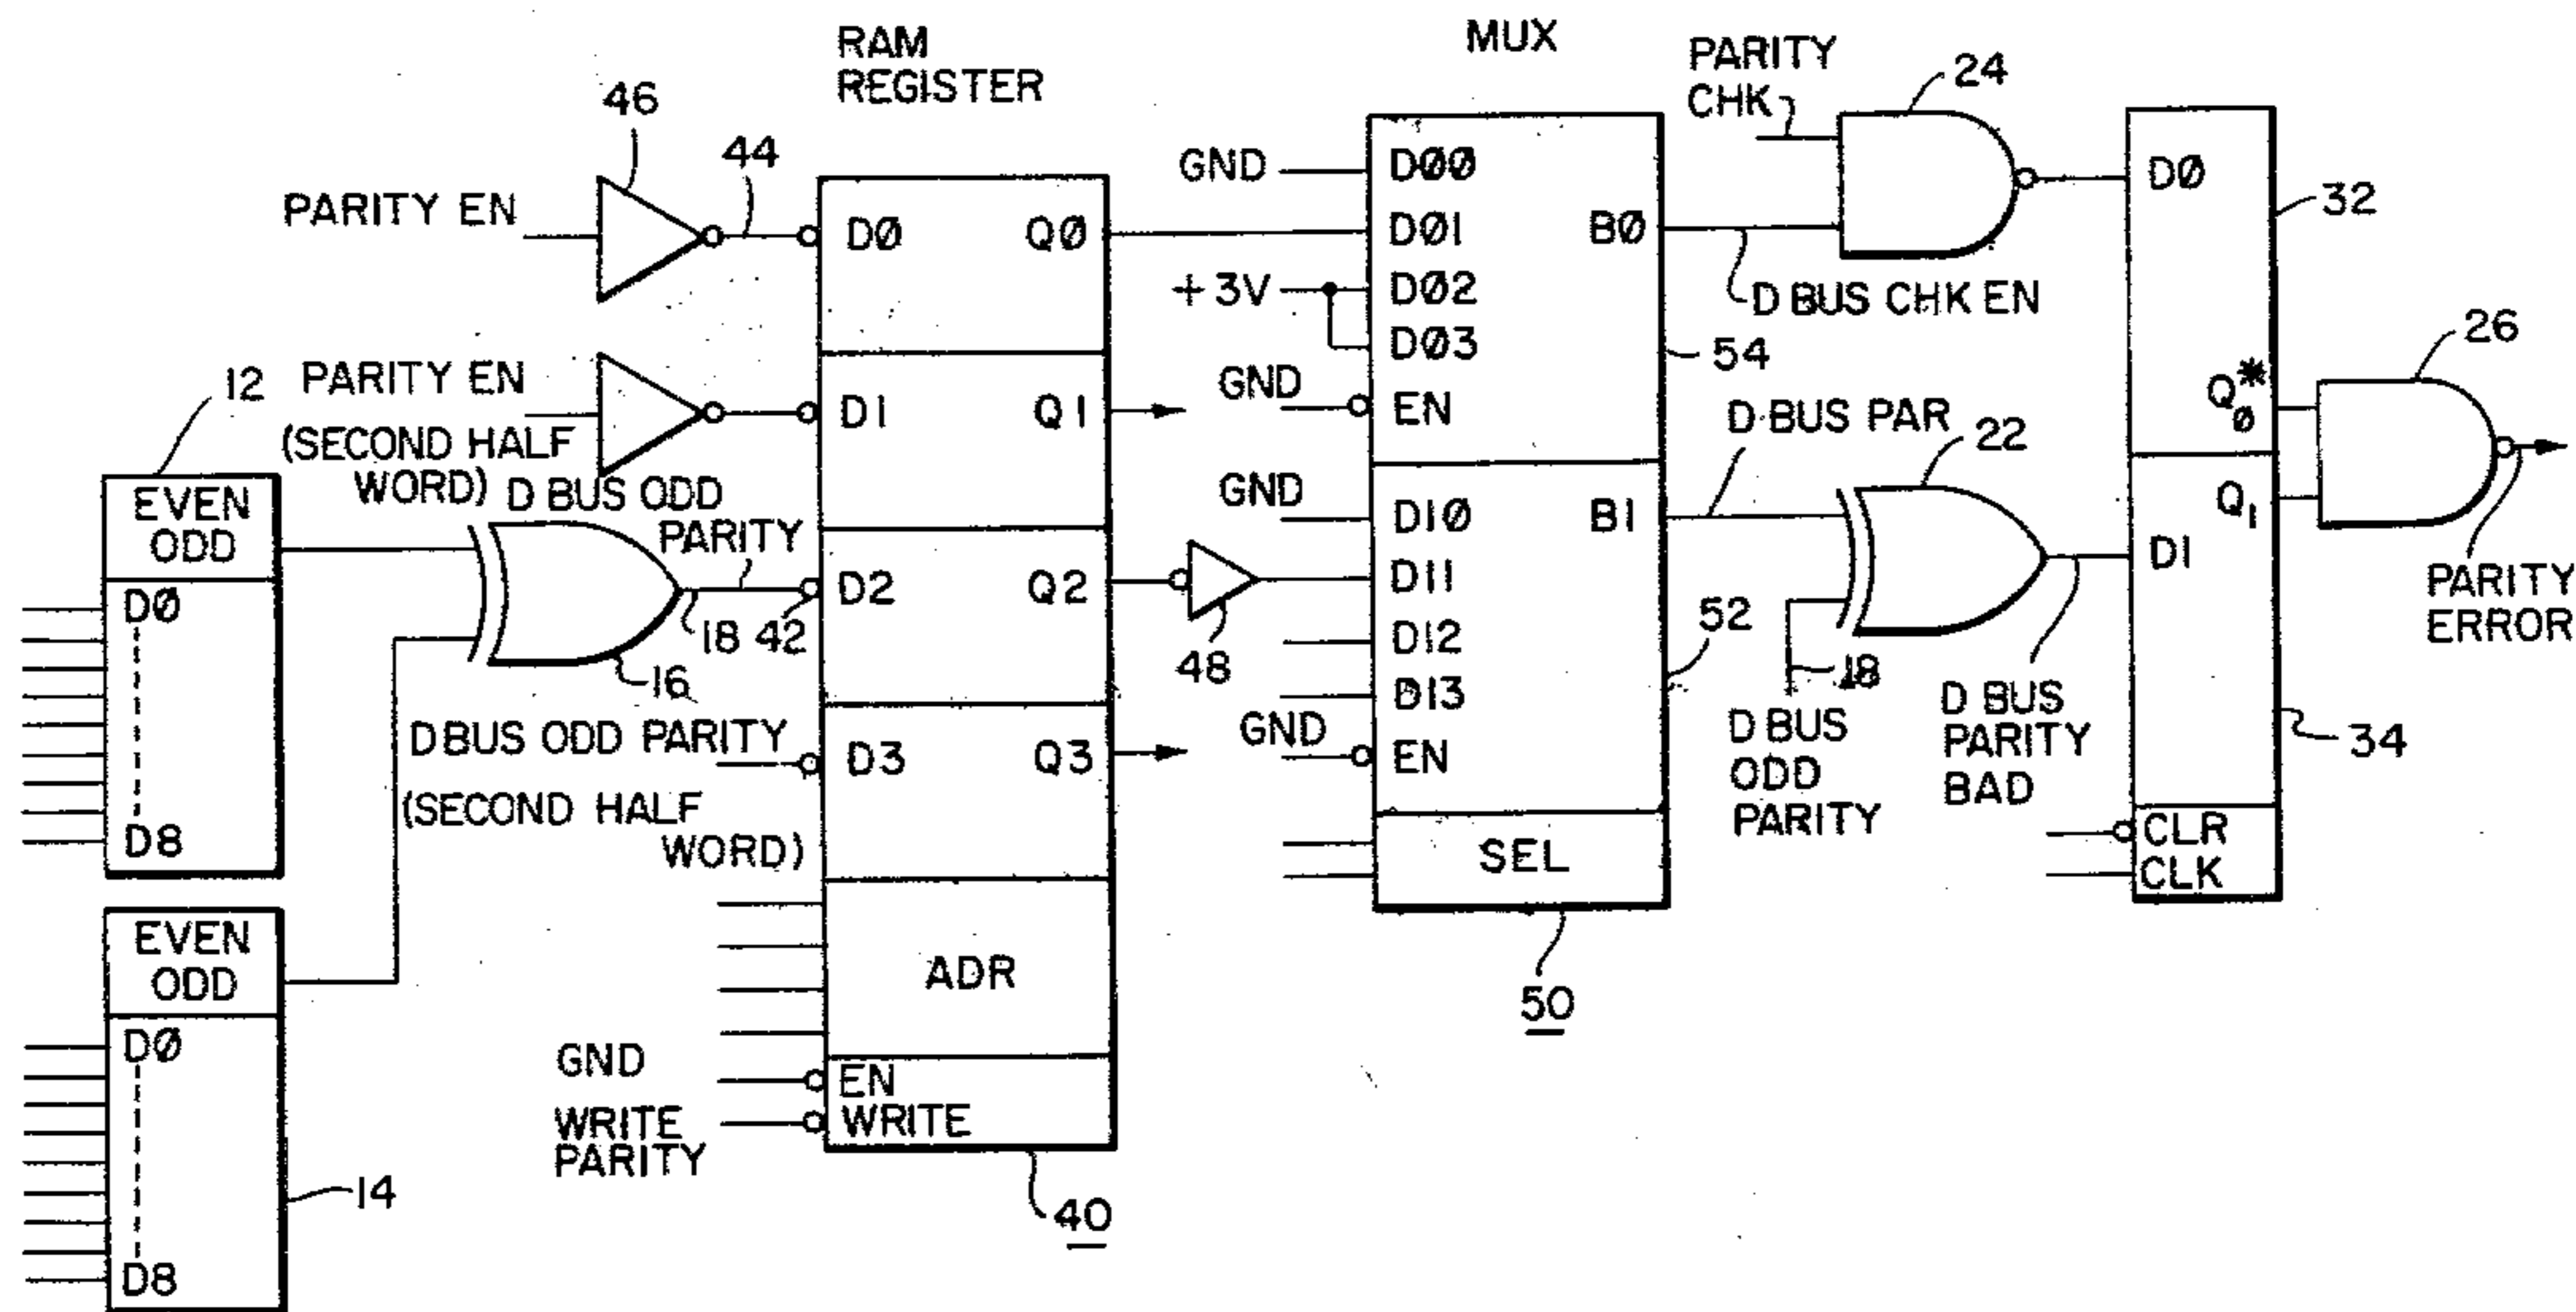 RAM
REGISTER
MUX
PARITY
CHK
24
46
44
GND
D00
D0
32
PARITY EN
D0
Q0
D01
B0
+3V
D02
D BUS CHK EN
D03
54
26
12
PARITY EN
(SECOND HALF
WORD)
D1
Q1
GND
EN
D BUS PAR
22
Q0*
EVEN
ODD
D BUS ODD
PARITY
GND
D10
B1
Q1
D0
D8
16
18
42
D2
Q2
48
D11
D12
D13
52
D1
PARITY
ERROR
D BUS ODD PARITY
(SECOND HALF
WORD)
D3
Q3
GND
EN
18
D BUS
ODD
PARITY
D BUS
PARITY
BAD
34
SEL
CLR
CLK
EVEN
ODD
D0
D8
14
ADR
50
GND
EN
WRITE
PARITY
WRITE
40